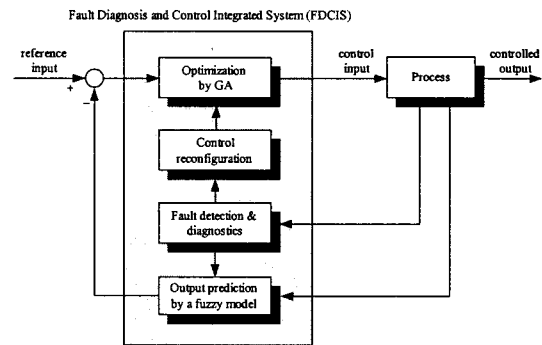 Fault Diagnosis and Control Integrated System (FDCIS)
reference
input
+
−
Optimization
by GA
control
input
Process
controlled
output
Control
reconfiguration
Fault detection &
diagnostics
Output prediction
by a fuzzy model